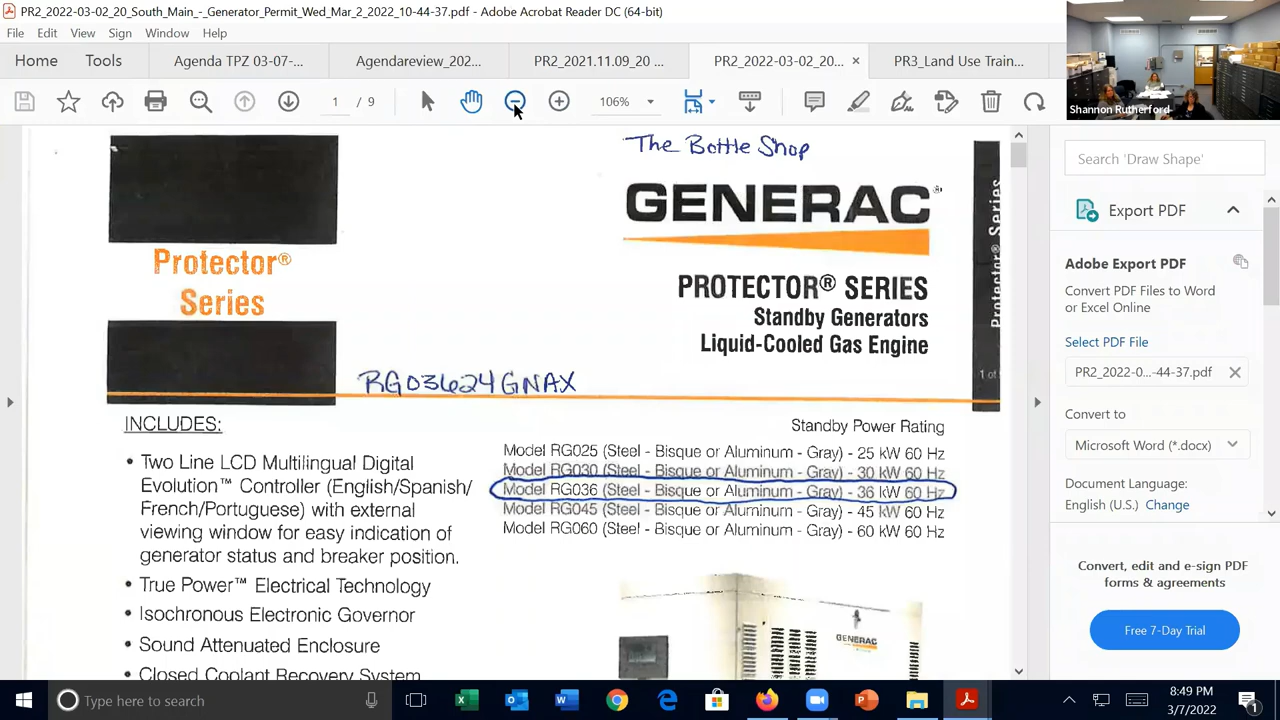 PR2_2022-03-02_20_South_Main_-_Generator_Permit_Wed_Mar_2_2022_10-44-37.pdf - Adobe Acrobat Reader DC (64-bit)
File Edit View Sign Window Help
Home Tools Agenda TPZ 03-07-... Agendareview_202... PR2_2021.11.09_20 ... PR2_2022-03-02_20... × PR3_Land Use Train...
1 / 9 106%
Shannon Rutherford
The Bottle Shop
GENERAC®
Protector®
Series
PROTECTOR® SERIES
Standby Generators
Liquid-Cooled Gas Engine
Protector® Series
1 of
RG03624GNAX
INCLUDES:
• Two Line LCD Multilingual Digital
Evolution™ Controller (English/Spanish/
French/Portuguese) with external
viewing window for easy indication of
generator status and breaker position.
• True Power™ Electrical Technology
• Isochronous Electronic Governor
• Sound Attenuated Enclosure
• Closed Coolant Recovery System
Standby Power Rating
Model RG025 (Steel - Bisque or Aluminum - Gray) - 25 kW 60 Hz
Model RG030 (Steel - Bisque or Aluminum - Gray) - 30 kW 60 Hz
Model RG036 (Steel - Bisque or Aluminum - Gray) - 36 kW 60 Hz
Model RG045 (Steel - Bisque or Aluminum - Gray) - 45 kW 60 Hz
Model RG060 (Steel - Bisque or Aluminum - Gray) - 60 kW 60 Hz
GENERAC
Search 'Draw Shape'
Export PDF
Adobe Export PDF
Convert PDF Files to Word
or Excel Online
Select PDF File
PR2_2022-0...-44-37.pdf
Convert to
Microsoft Word (*.docx)
Document Language:
English (U.S.) Change
Convert, edit and e-sign PDF
forms & agreements
Free 7-Day Trial
Type here to search
8:49 PM
3/7/2022
1